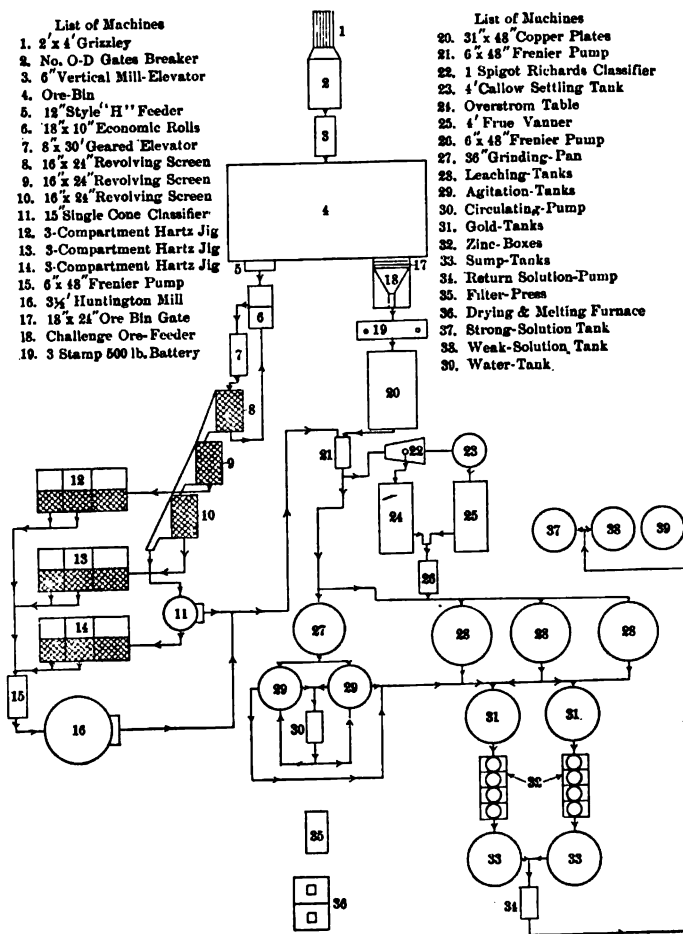 List of Machines
1. 2'x 4' Grizzley
2. No. O-D Gates Breaker
3. 6" Vertical Mill-Elevator
4. Ore-Bin
5. 12" Style "H" Feeder
6. 18"x 10" Economic Rolls
7. 8"x 30' Geared Elevator
8. 16"x 24" Revolving Screen
9. 16"x 24" Revolving Screen
10. 16"x 24" Revolving Screen
11. 15" Single Cone Classifier
12. 3-Compartment Hartz Jig
13. 3-Compartment Hartz Jig
14. 3-Compartment Hartz Jig
15. 6"x 48" Frenier Pump
16. 3½' Huntington Mill
17. 18"x 24" Ore Bin Gate
18. Challenge Ore-Feeder
19. 3 Stamp 500 lb. Battery
List of Machines
20. 31"x 48" Copper Plates
21. 6"x 48" Frenier Pump
22. 1 Spigot Richards Classifier
23. 4' Callow Settling Tank
24. Overstrom Table
25. 4' Frue Vanner
26. 6"x 48" Frenier Pump
27. 36" Grinding-Pan
28. Leaching-Tanks
29. Agitation-Tanks
30. Circulating-Pump
31. Gold-Tanks
32. Zinc-Boxes
33. Sump-Tanks
34. Return Solution-Pump
35. Filter-Press
36. Drying & Melting Furnace
37. Strong-Solution Tank
38. Weak-Solution Tank
39. Water-Tank
1
2
3
4
5
17
18
6
19
7
20
8
21
22
23
9
12
10
24
25
37
38
39
13
26
11
27
28
28
28
14
15
29
29
16
30
31
31
32
35
33
33
36
34